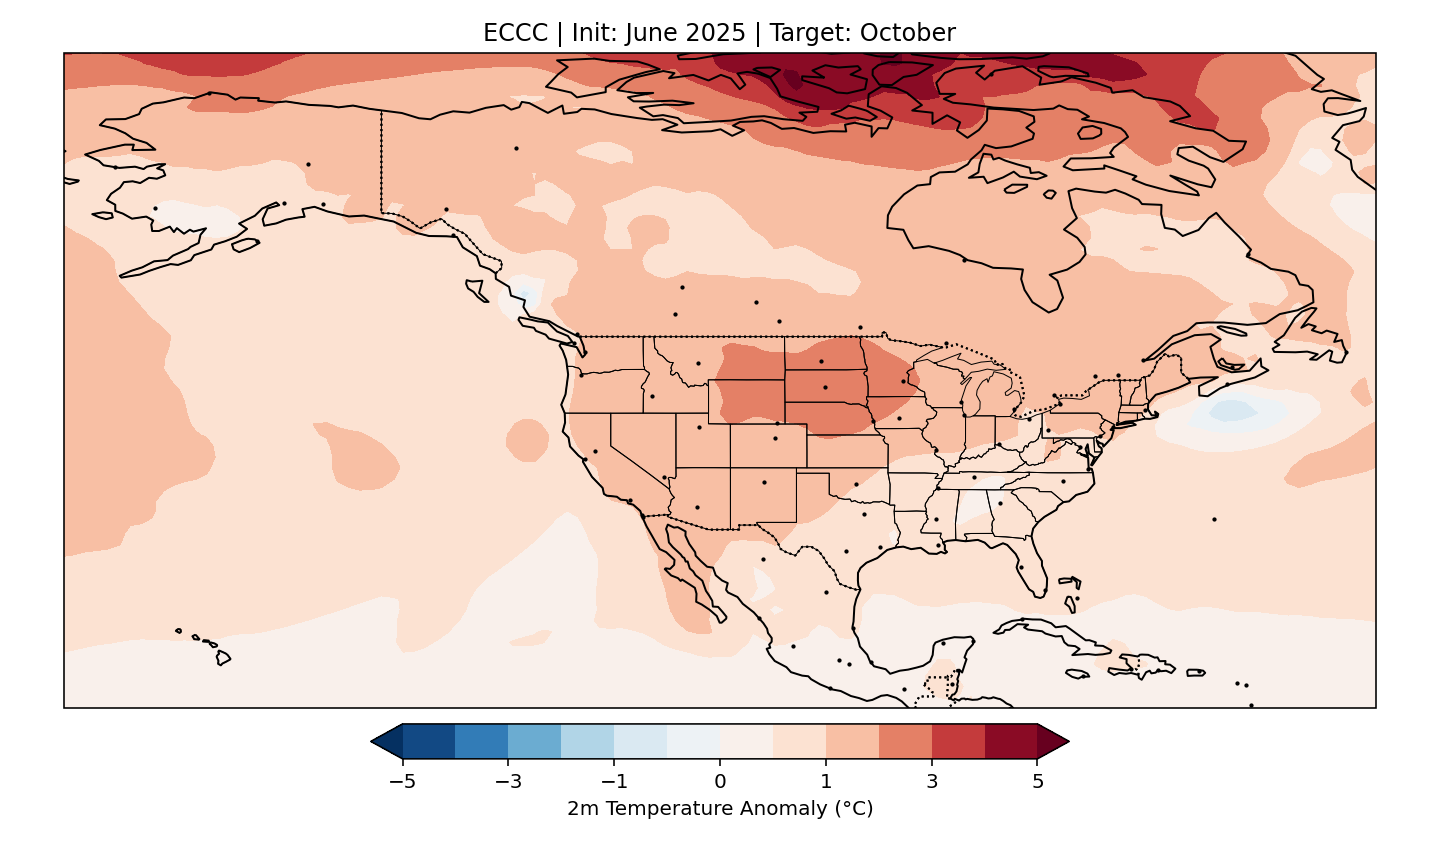 ECCC | Init: June 2025 | Target: October
−5 −3 −1 0 1 3 5
2m Temperature Anomaly (°C)